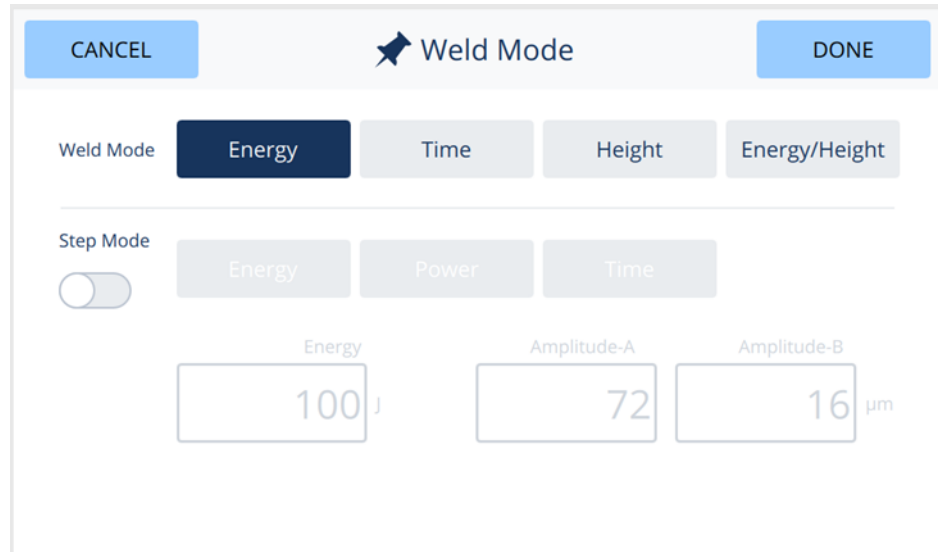 CANCEL Weld Mode DONE
Weld Mode Energy Time Height Energy/Height
Step Mode
Energy Power Time
Energy Amplitude-A Amplitude-B
100 J 72 16 µm